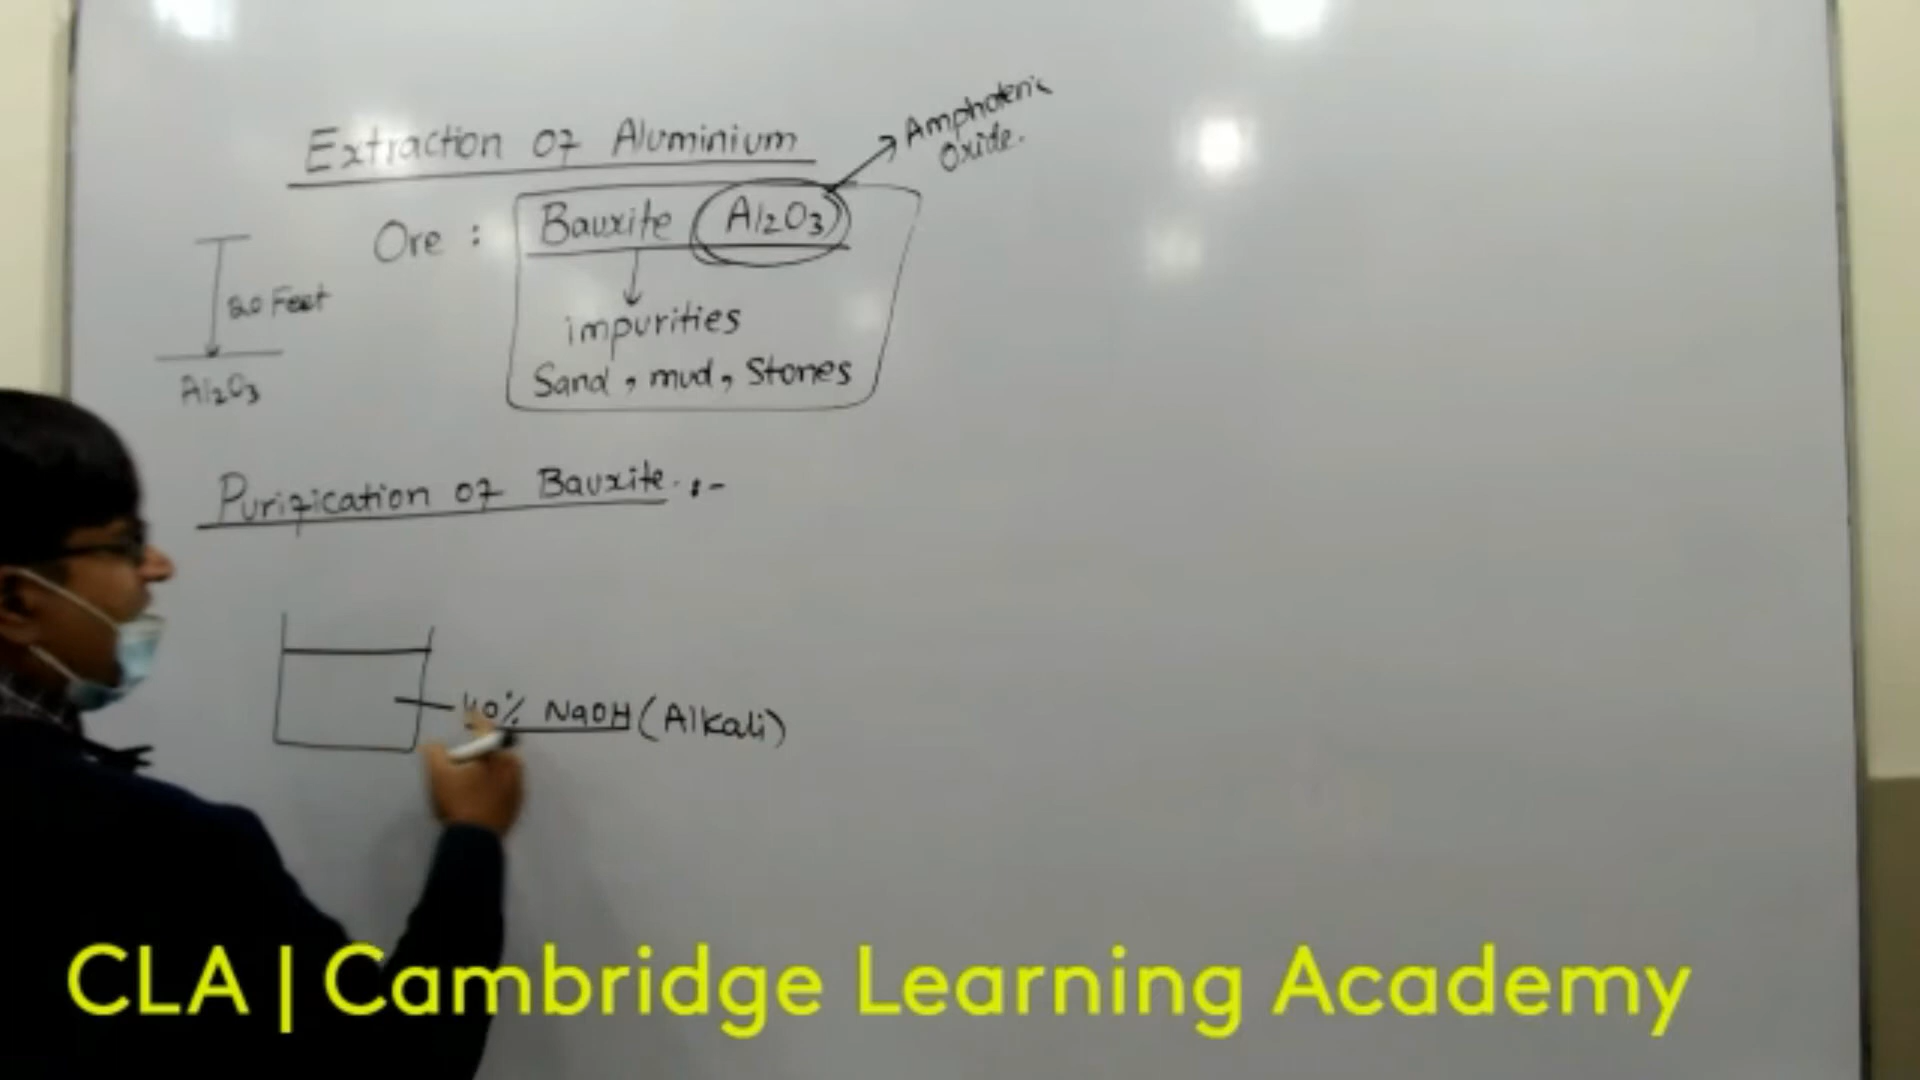 Extraction of Aluminium
Amphoteric
Oxide.
Ore : Bauxite (Al2O3)
20 Feet
impurities
Sand, mud, Stones
Al2O3
Purification of Bauxite :-
40% NaOH (Alkali)
CLA | Cambridge Learning Academy